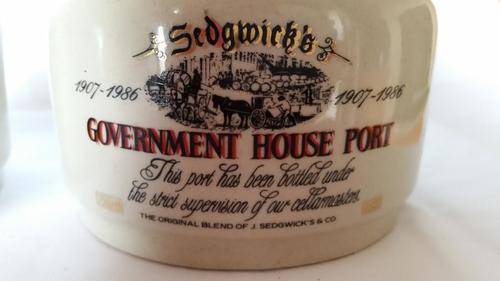 Sedgwick's
1907-1986 1907-1986
GOVERNMENT HOUSE PORT
This port has been bottled under
the strict supervision of our cellarmasters.
THE ORIGINAL BLEND OF J. SEDGWICK'S & CO.